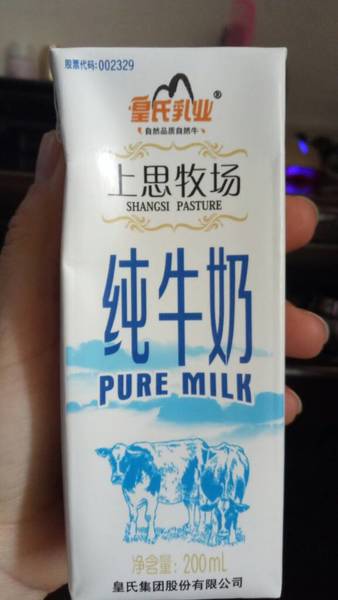 股票代码:002329
皇氏乳业®
自然品质自然牛
上思牧场
SHANGSI PASTURE
纯牛奶
PURE MILK
净含量: 200mL
皇氏集团股份有限公司